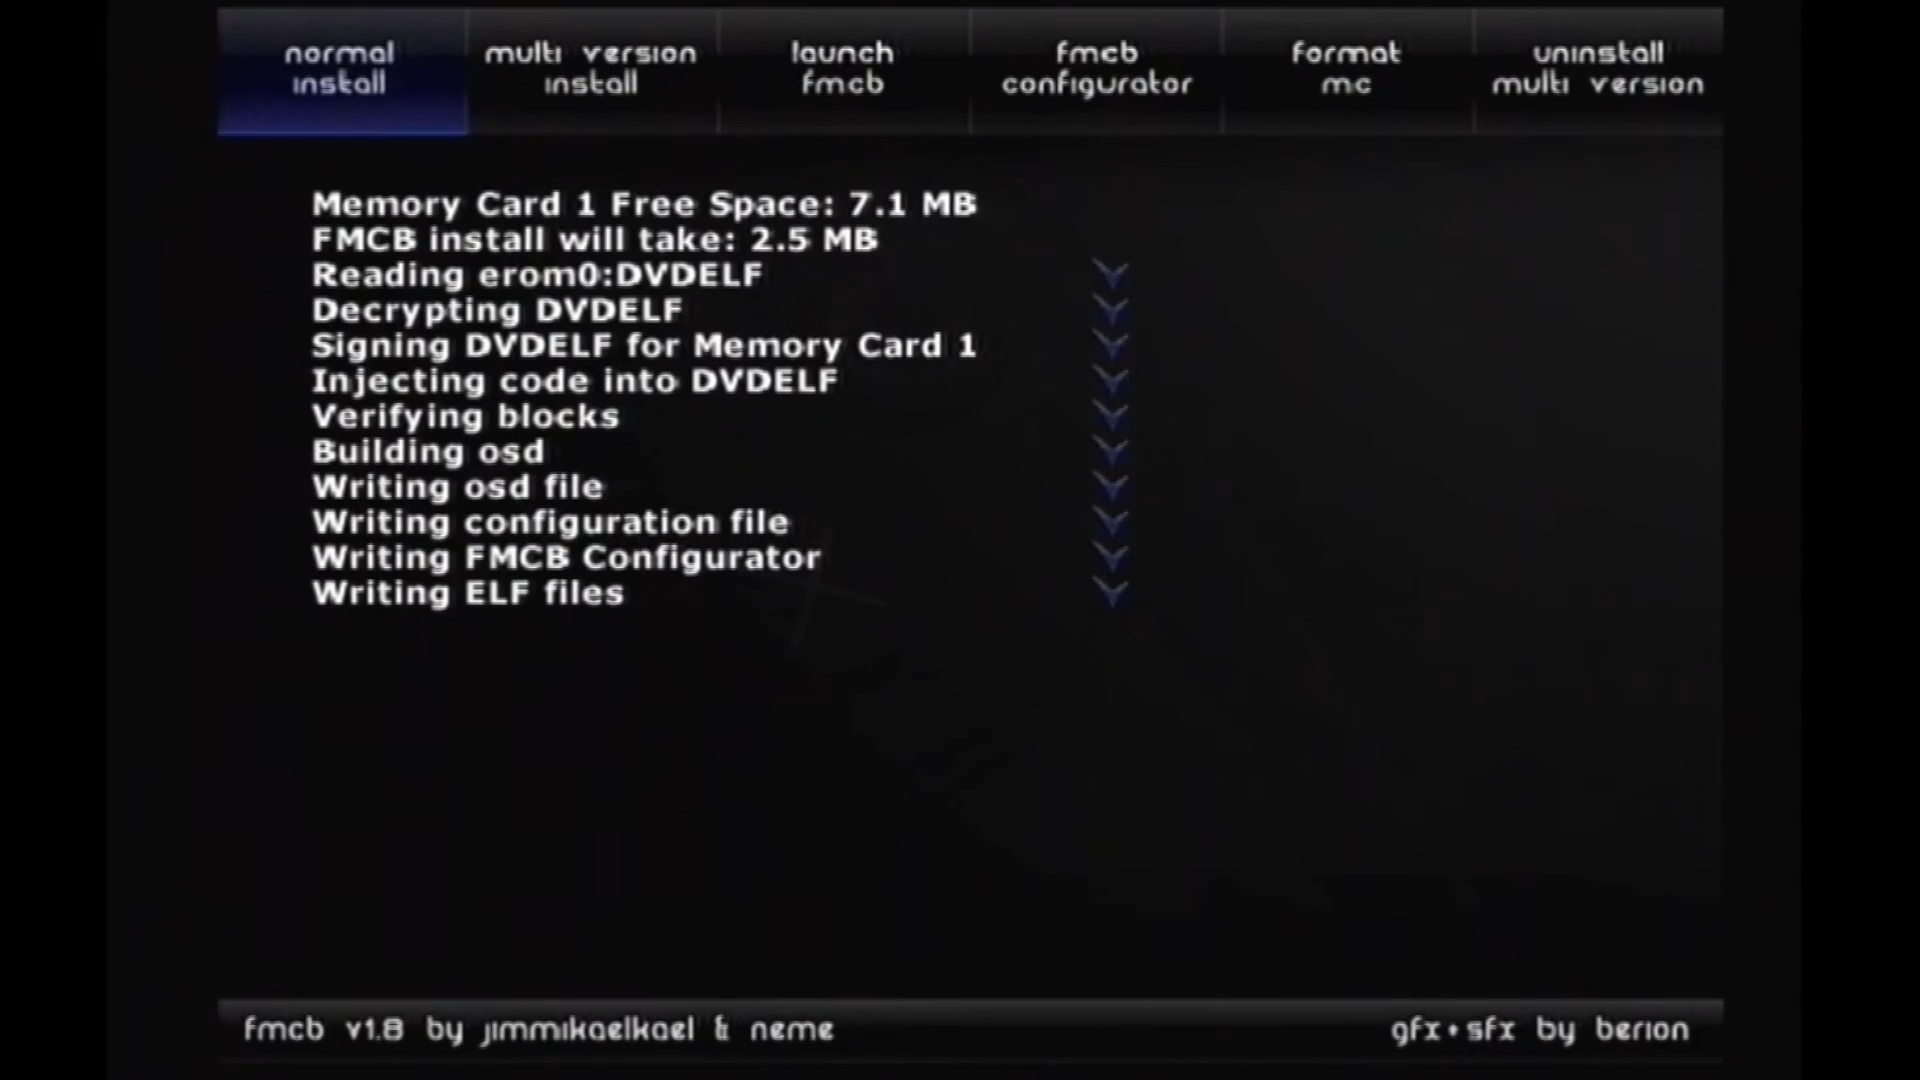 normal
install
multi version
install
launch
fmcb
fmcb
configurator
format
mc
uninstall
multi version
Memory Card 1 Free Space: 7.1 MB
FMCB install will take: 2.5 MB
Reading erom0:DVDELF
Decrypting DVDELF
Signing DVDELF for Memory Card 1
Injecting code into DVDELF
Verifying blocks
Building osd
Writing osd file
Writing configuration file
Writing FMCB Configurator
Writing ELF files
fmcb v1.8 by jimmikaelkael & neme
gfx+sfx by berion